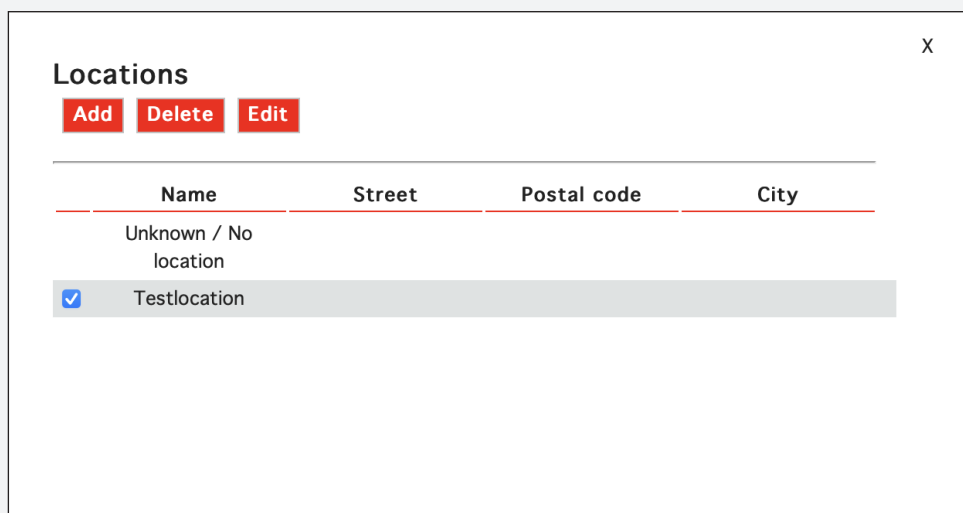 X
Locations
Add Delete Edit
Name Street Postal code City
Unknown / No
location
Testlocation